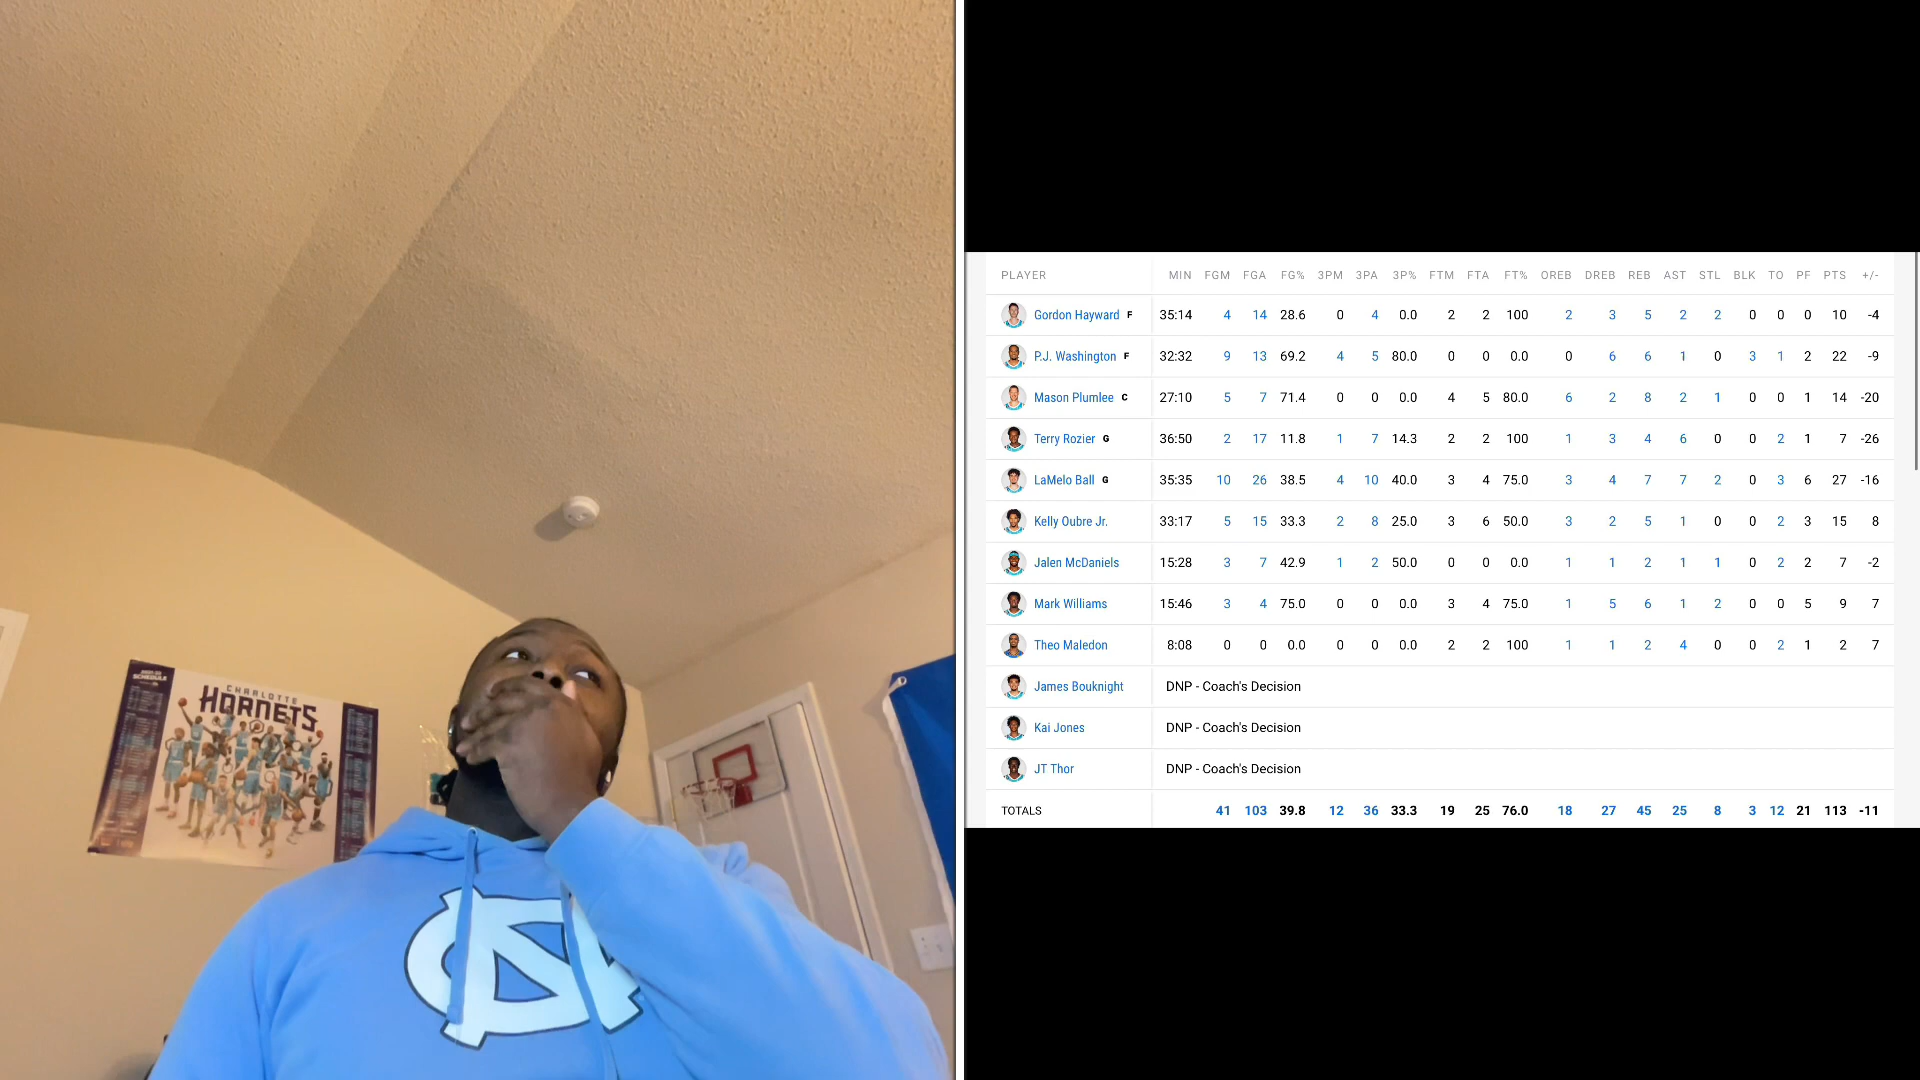 2022-23
SCHEDULE
CHARLOTTE
HORNETS
NC
PLAYER MIN FGM FGA FG% 3PM 3PA 3P% FTM FTA FT% OREB DREB REB AST STL BLK TO PF PTS +/-
Gordon Hayward F 35:14 4 14 28.6 0 4 0.0 2 2 100 2 3 5 2 2 0 0 0 10 -4
P.J. Washington F 32:32 9 13 69.2 4 5 80.0 0 0 0.0 0 6 6 1 0 3 1 2 22 -9
Mason Plumlee C 27:10 5 7 71.4 0 0 0.0 4 5 80.0 6 2 8 2 1 0 0 1 14 -20
Terry Rozier G 36:50 2 17 11.8 1 7 14.3 2 2 100 1 3 4 6 0 0 2 1 7 -26
LaMelo Ball G 35:35 10 26 38.5 4 10 40.0 3 4 75.0 3 4 7 7 2 0 3 6 27 -16
Kelly Oubre Jr. 33:17 5 15 33.3 2 8 25.0 3 6 50.0 3 2 5 1 0 0 2 3 15 8
Jalen McDaniels 15:28 3 7 42.9 1 2 50.0 0 0 0.0 1 1 2 1 1 0 2 2 7 -2
Mark Williams 15:46 3 4 75.0 0 0 0.0 3 4 75.0 1 5 6 1 2 0 0 5 9 7
Theo Maledon 8:08 0 0 0.0 0 0 0.0 2 2 100 1 1 2 4 0 0 2 1 2 7
James Bouknight DNP - Coach's Decision
Kai Jones DNP - Coach's Decision
JT Thor DNP - Coach's Decision
TOTALS 41 103 39.8 12 36 33.3 19 25 76.0 18 27 45 25 8 3 12 21 113 -11